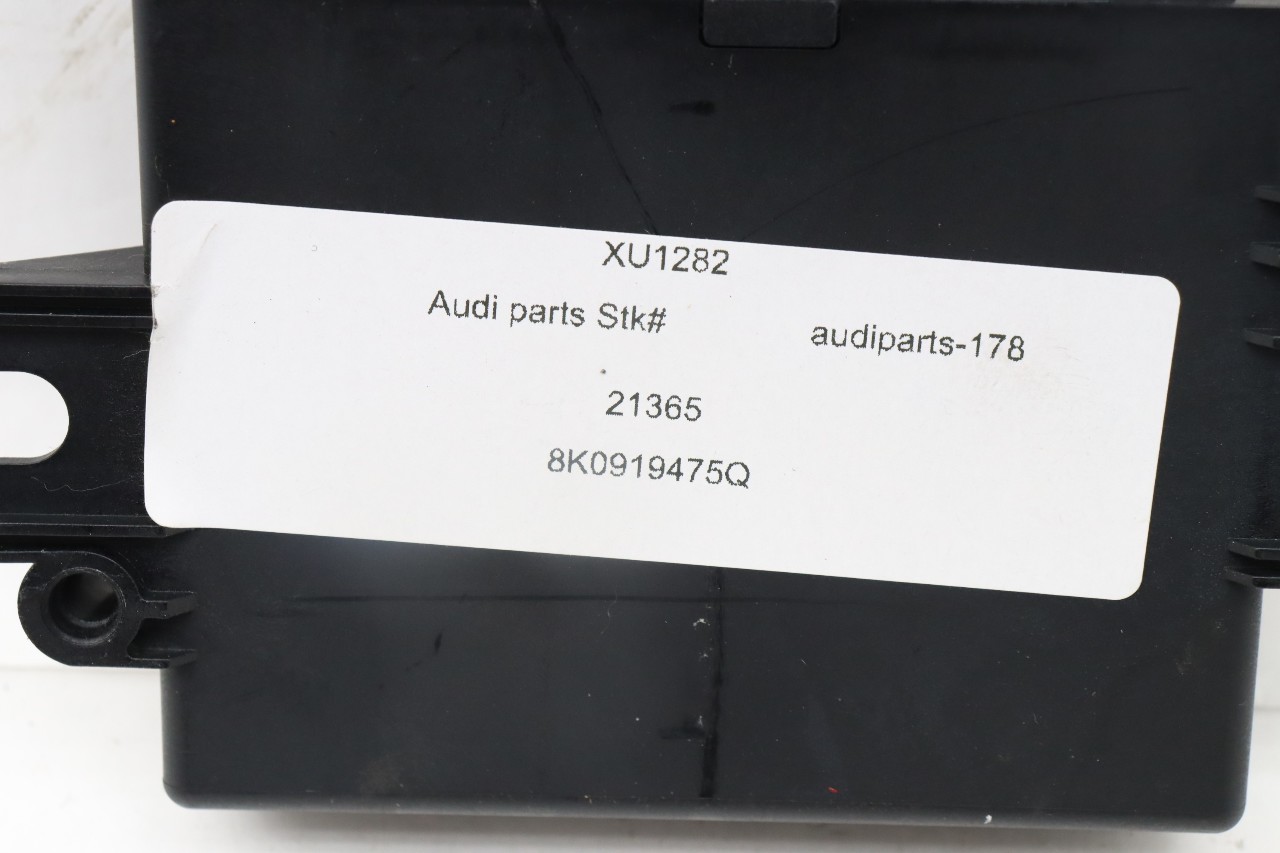 XU1282
Audi parts Stk# audiparts-178
21365
8K0919475Q